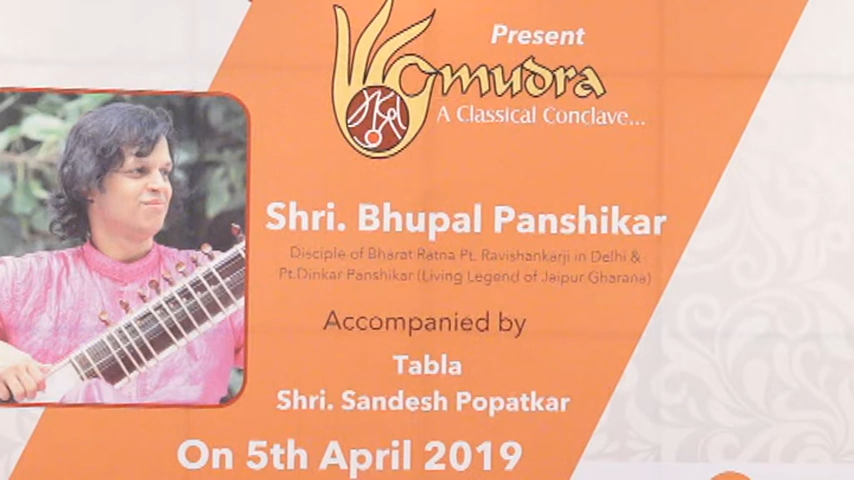 Present
Omudra
A Classical Conclave...
Shri. Bhupal Panshikar
Disciple of Bharat Ratna Pt. Ravishankarji in Delhi &
Pt.Dinkar Panshikar (Living Legend of Jaipur Gharana)
Accompanied by
Tabla
Shri. Sandesh Popatkar
On 5th April 2019